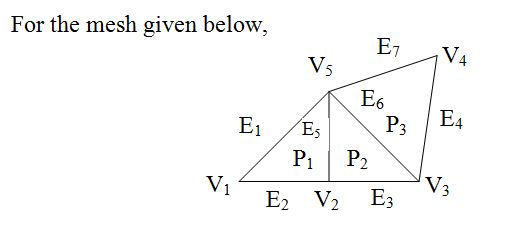 For the mesh given below,
E7
V5
V4
E6
E1
E5
P3
E4
P1
P2
V1
V3
E2
V2
E3